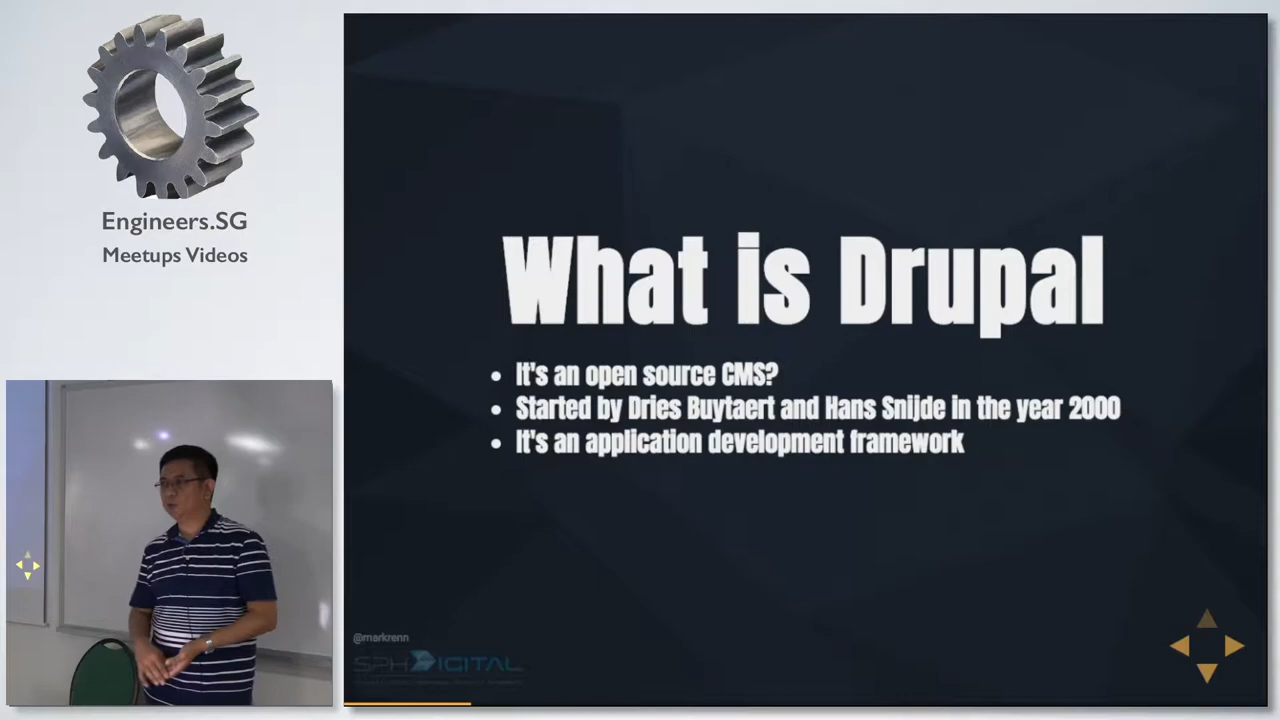 Engineers.SG
Meetups Videos
What is Drupal
It's an open source CMS?
Started by Dries Buytaert and Hans Snijde in the year 2000
It's an application development framework
@markrenn
SPH DIGITAL